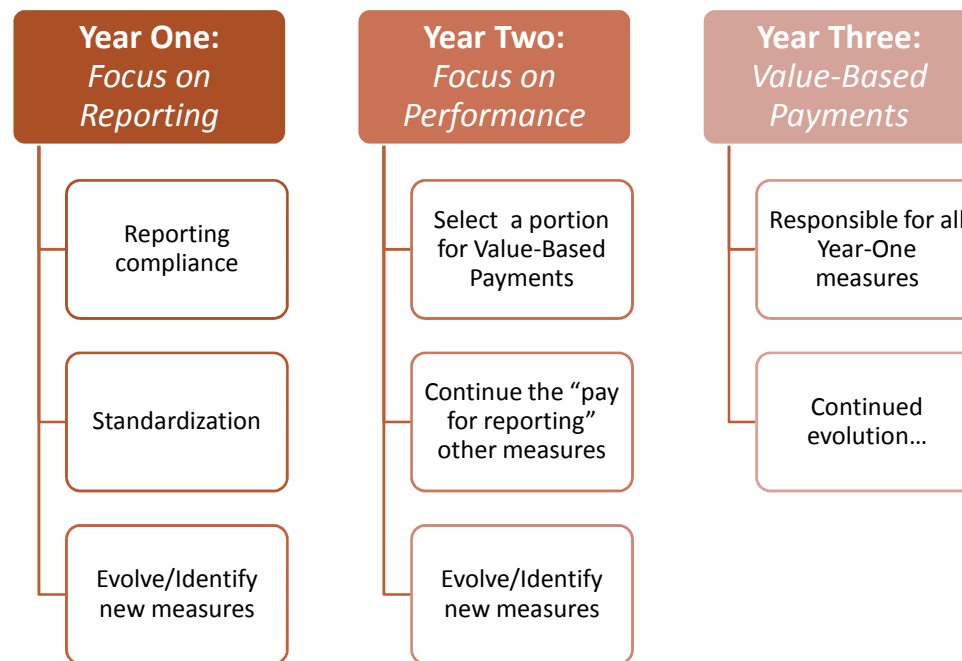 Year One:
Focus on
Reporting
Reporting
compliance
Standardization
Evolve/Identify
new measures
Year Two:
Focus on
Performance
Select a portion
for Value-Based
Payments
Continue the “pay
for reporting”
other measures
Evolve/Identify
new measures
Year Three:
Value-Based
Payments
Responsible for all
Year-One
measures
Continued
evolution…